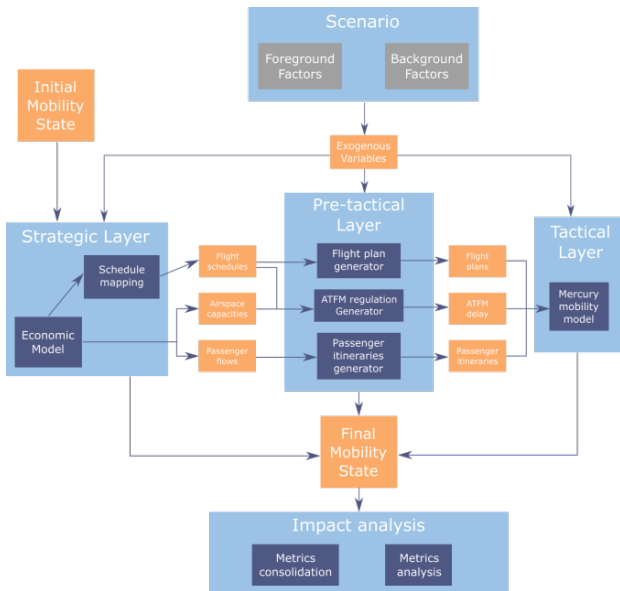 Scenario
Foreground
Factors
Background
Factors
Initial
Mobility
State
Exogenous
Variables
Strategic Layer
Schedule
mapping
Economic
Model
Flight
schedules
Airspace
capacities
Passenger
flows
Pre-tactical
Layer
Flight plan
generator
ATFM regulation
Generator
Passenger
itineraries
generator
Flight
plans
ATFM
delay
Passenger
itineraries
Tactical
Layer
Mercury
mobility
model
Final
Mobility
State
Impact analysis
Metrics
consolidation
Metrics
analysis